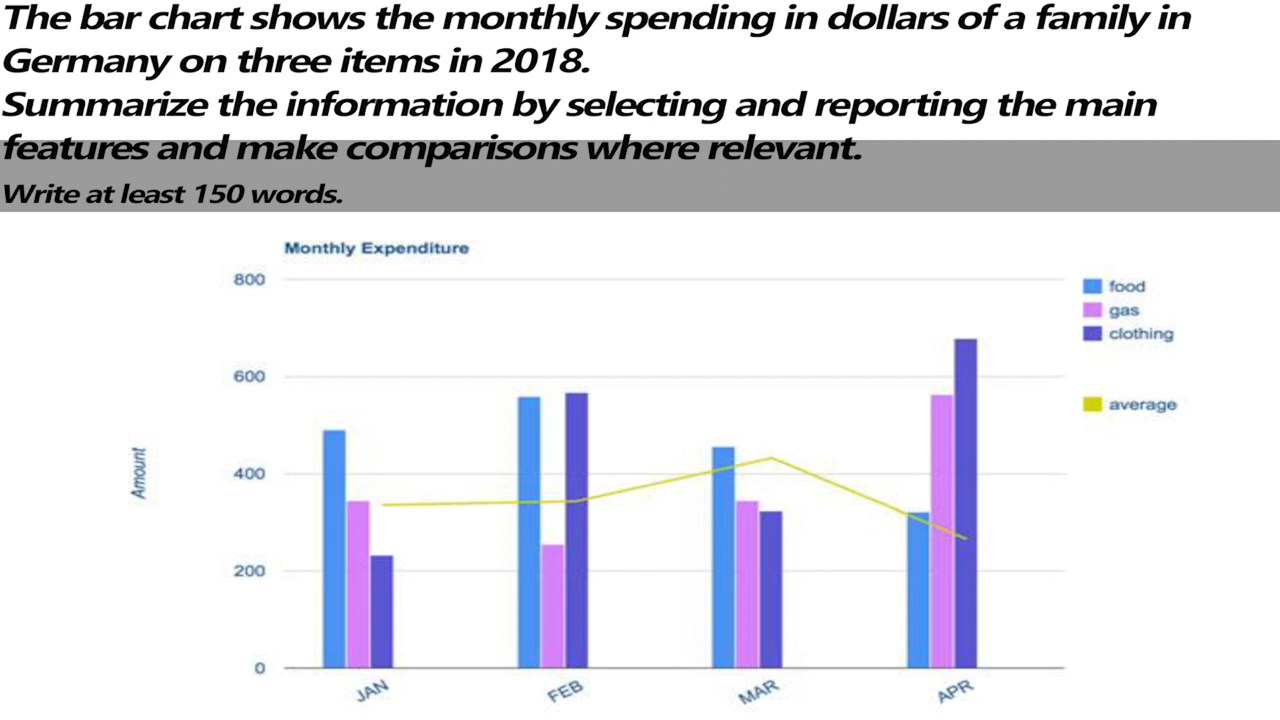 The bar chart shows the monthly spending in dollars of a family in
Germany on three items in 2018.
Summarize the information by selecting and reporting the main
features and make comparisons where relevant.
Write at least 150 words.
Monthly Expenditure
800
600
400
200
0
Amount
JAN
FEB
MAR
APR
food
gas
clothing
average